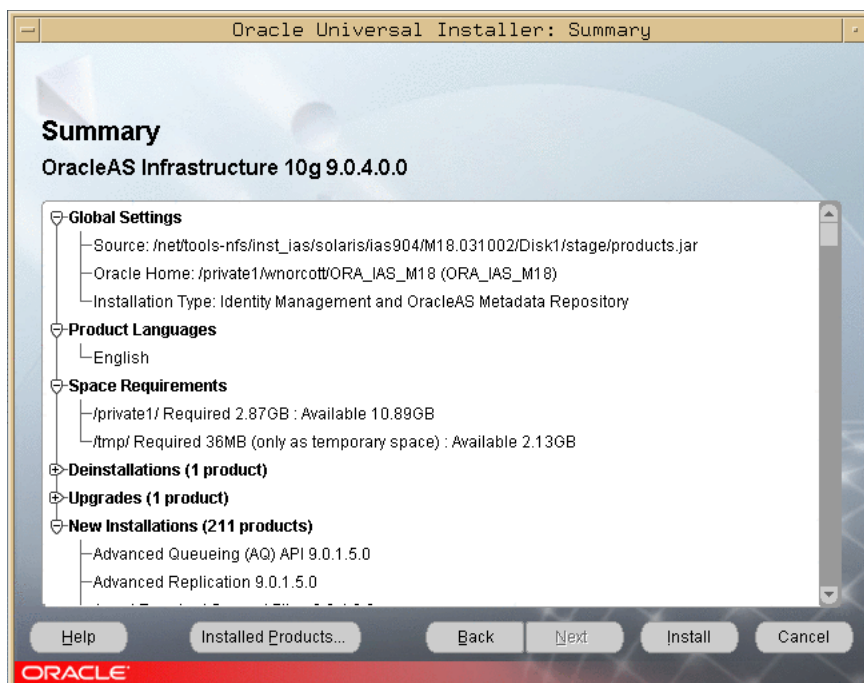 Oracle Universal Installer: Summary
Summary
OracleAS Infrastructure 10g 9.0.4.0.0
Global Settings
Source: /net/tools-nfs/inst_ias/solaris/ias904/M18.031002/Disk1/stage/products.jar
Oracle Home: /private1/wnorcott/ORA_IAS_M18 (ORA_IAS_M18)
Installation Type: Identity Management and OracleAS Metadata Repository
Product Languages
English
Space Requirements
/private1/ Required 2.87GB : Available 10.89GB
/tmp/ Required 36MB (only as temporary space) : Available 2.13GB
Deinstallations (1 product)
Upgrades (1 product)
New Installations (211 products)
Advanced Queueing (AQ) API 9.0.1.5.0
Advanced Replication 9.0.1.5.0
Help Installed Products... Back Next Install Cancel
ORACLE